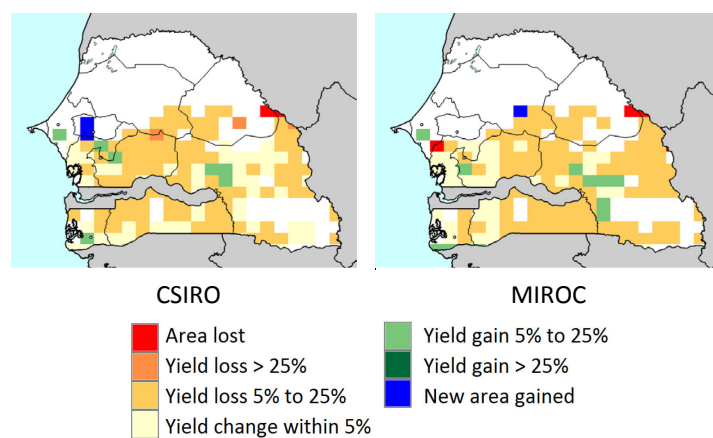 CSIRO
MIROC
Area lost
Yield loss > 25%
Yield loss 5% to 25%
Yield change within 5%
Yield gain 5% to 25%
Yield gain > 25%
New area gained